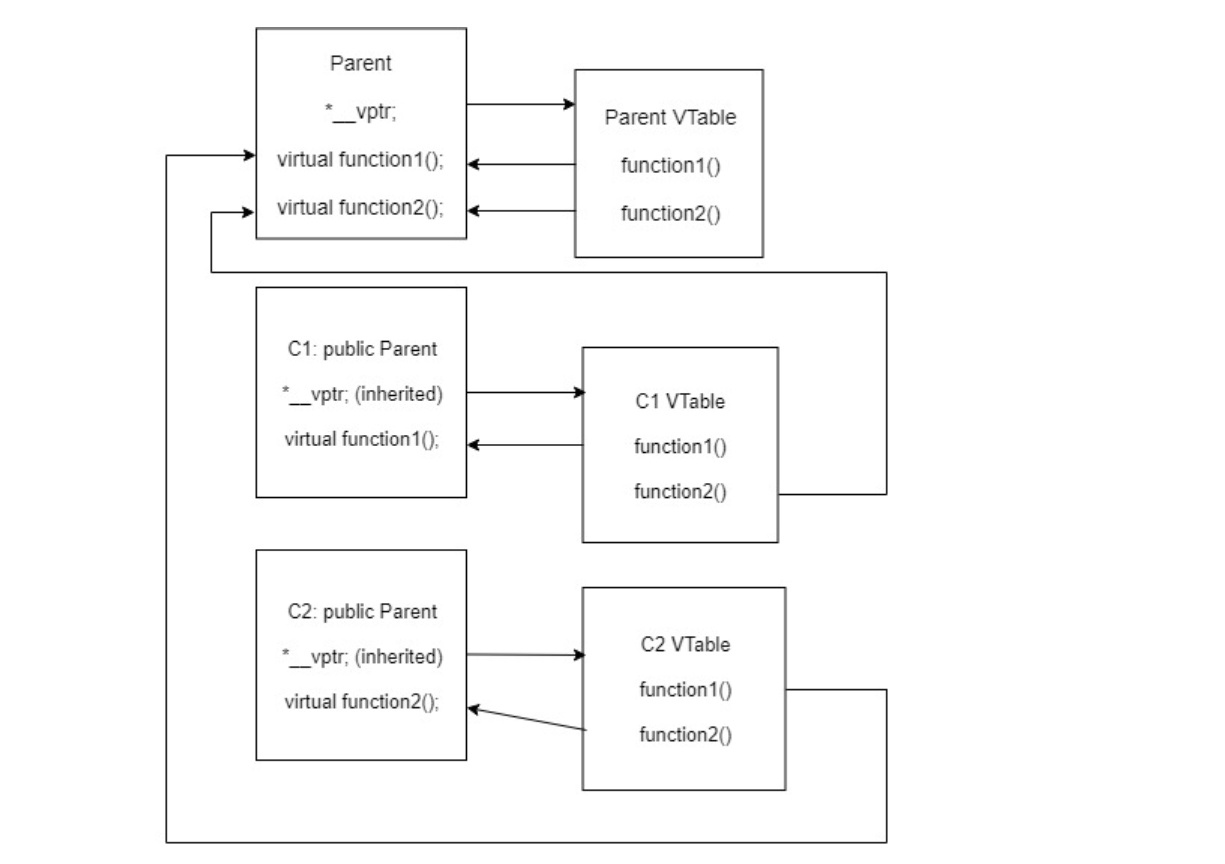 Parent
*__vptr;
virtual function1();
virtual function2();
Parent VTable
function1()
function2()
C1: public Parent
*__vptr; (inherited)
virtual function1();
C1 VTable
function1()
function2()
C2: public Parent
*__vptr; (inherited)
virtual function2();
C2 VTable
function1()
function2()